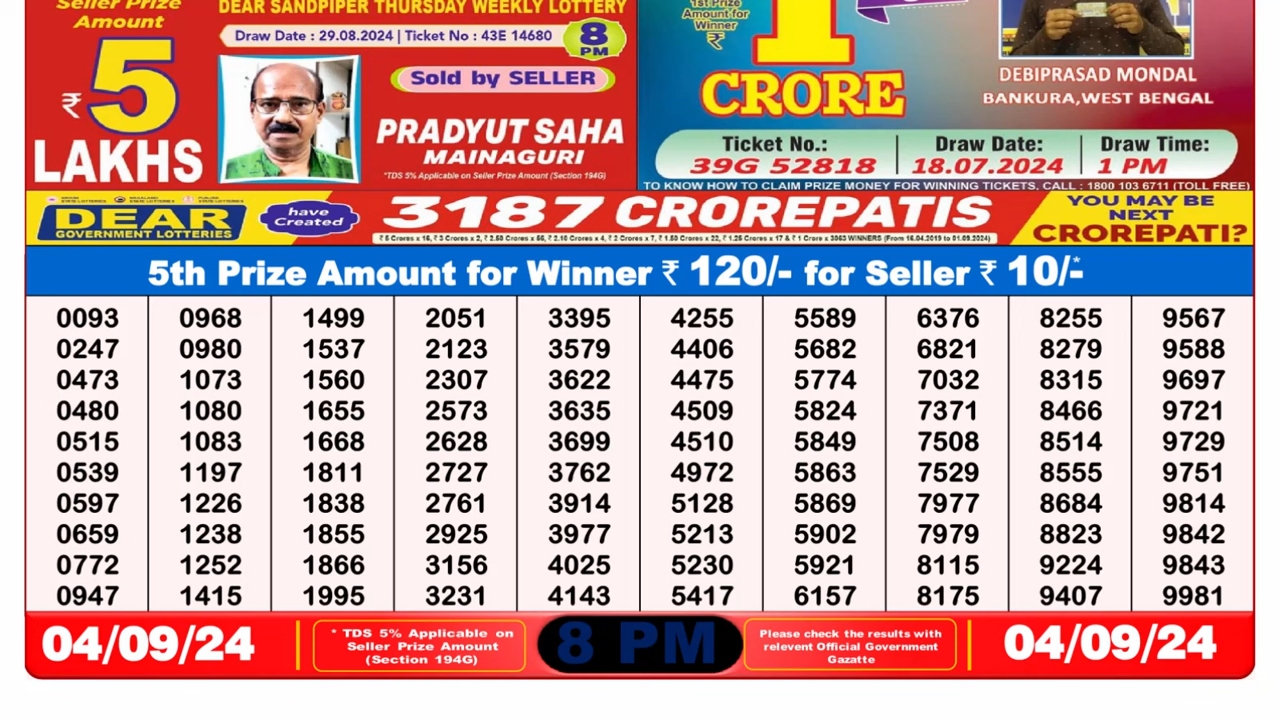 Seller Prize
Amount
₹ 5
LAKHS
DEAR SANDPIPER THURSDAY WEEKLY LOTTERY
Draw Date : 29.08.2024 | Ticket No : 43E 14680
8
PM
Sold by SELLER
PRADYUT SAHA
MAINAGURI
*TDS 5% Applicable on Seller Prize Amount (Section 194G)
1st Prize
Amount for
Winner
₹
1
CRORE
DEBIPRASAD MONDAL
BANKURA,WEST BENGAL
Ticket No.: Draw Date: Draw Time:
39G 52818 18.07.2024 1 PM
TO KNOW HOW TO CLAIM PRIZE MONEY FOR WINNING TICKETS, CALL : 1800 103 6711 (TOLL FREE)
DEAR
GOVERNMENT LOTTERIES
have
Created
3187 CROREPATIS
YOU MAY BE
NEXT
CROREPATI?
5th Prize Amount for Winner ₹ 120/- for Seller ₹ 10/-*
0093 0968 1499 2051 3395 4255 5589 6376 8255 9567
0247 0980 1537 2123 3579 4406 5682 6821 8279 9588
0473 1073 1560 2307 3622 4475 5774 7032 8315 9697
0480 1080 1655 2573 3635 4509 5824 7371 8466 9721
0515 1083 1668 2628 3699 4510 5849 7508 8514 9729
0539 1197 1811 2727 3762 4972 5863 7529 8555 9751
0597 1226 1838 2761 3914 5128 5869 7977 8684 9814
0659 1238 1855 2925 3977 5213 5902 7979 8823 9842
0772 1252 1866 3156 4025 5230 5921 8115 9224 9843
0947 1415 1995 3231 4143 5417 6157 8175 9407 9981
04/09/24
* TDS 5% Applicable on
Seller Prize Amount
(Section 194G)
8 PM
Please check the results with
relevent Official Government
Gazatte
04/09/24